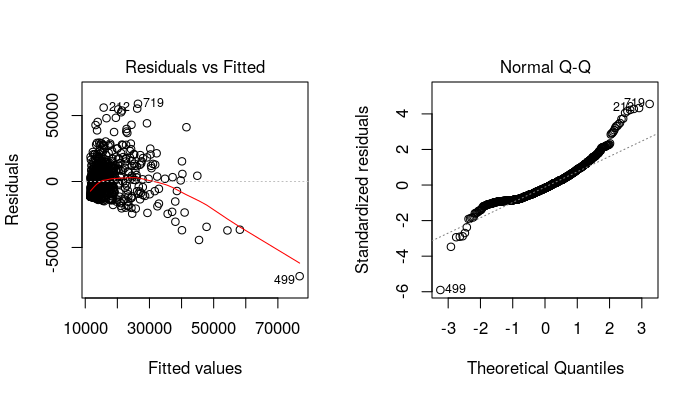 Residuals vs Fitted
Residuals
50000
0
-50000
212
719
499
10000 30000 50000 70000
Fitted values
Normal Q-Q
Standardized residuals
4
2
0
-2
-4
-6
719
499
-3 -2 -1 0 1 2 3
Theoretical Quantiles